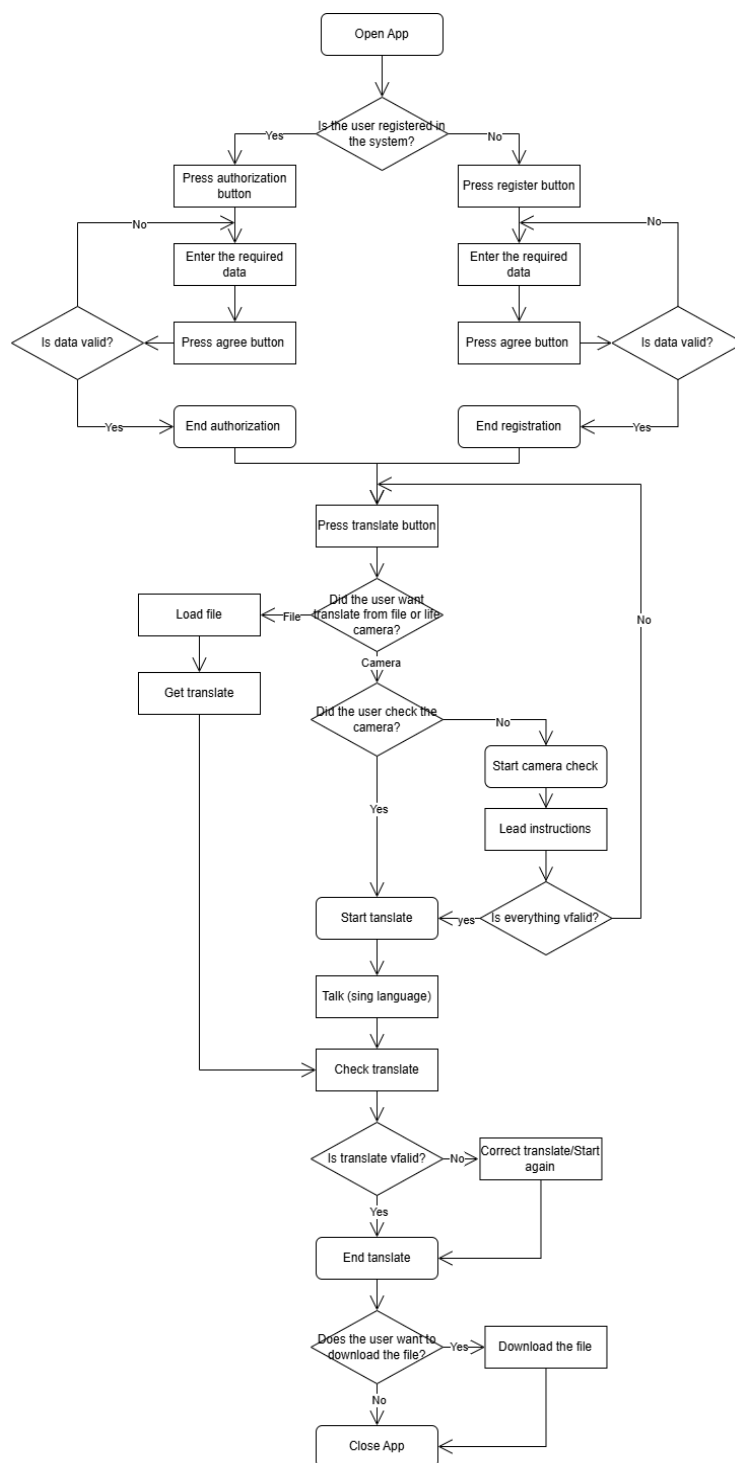 Open App
Is the user registered in
the system?
Yes
No
Press authorization
button
Press register button
No
No
Enter the required
data
Enter the required
data
Is data valid?
Press agree button
Press agree button
Is data valid?
Yes
End authorization
End registration
Yes
Press translate button
Did the user want
translate from file or life
camera?
File
Load file
No
Camera
Get translate
Did the user check the
camera?
No
Start camera check
Yes
Lead instructions
Start tanslate
yes
Is everything vfalid?
Talk (sing language)
Check translate
Is translate vfalid?
No
Correct translate/Start
again
Yes
End tanslate
Does the user want to
download the file?
Yes
Download the file
No
Close App